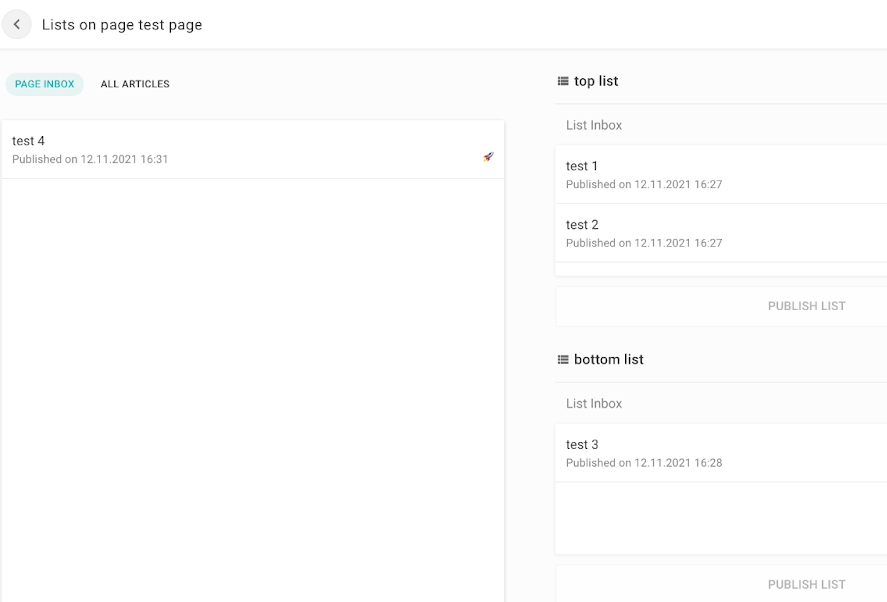 Lists on page test page
PAGE INBOX
ALL ARTICLES
test 4
Published on 12.11.2021 16:31
top list
List Inbox
test 1
Published on 12.11.2021 16:27
test 2
Published on 12.11.2021 16:27
PUBLISH LIST
bottom list
List Inbox
test 3
Published on 12.11.2021 16:28
PUBLISH LIST